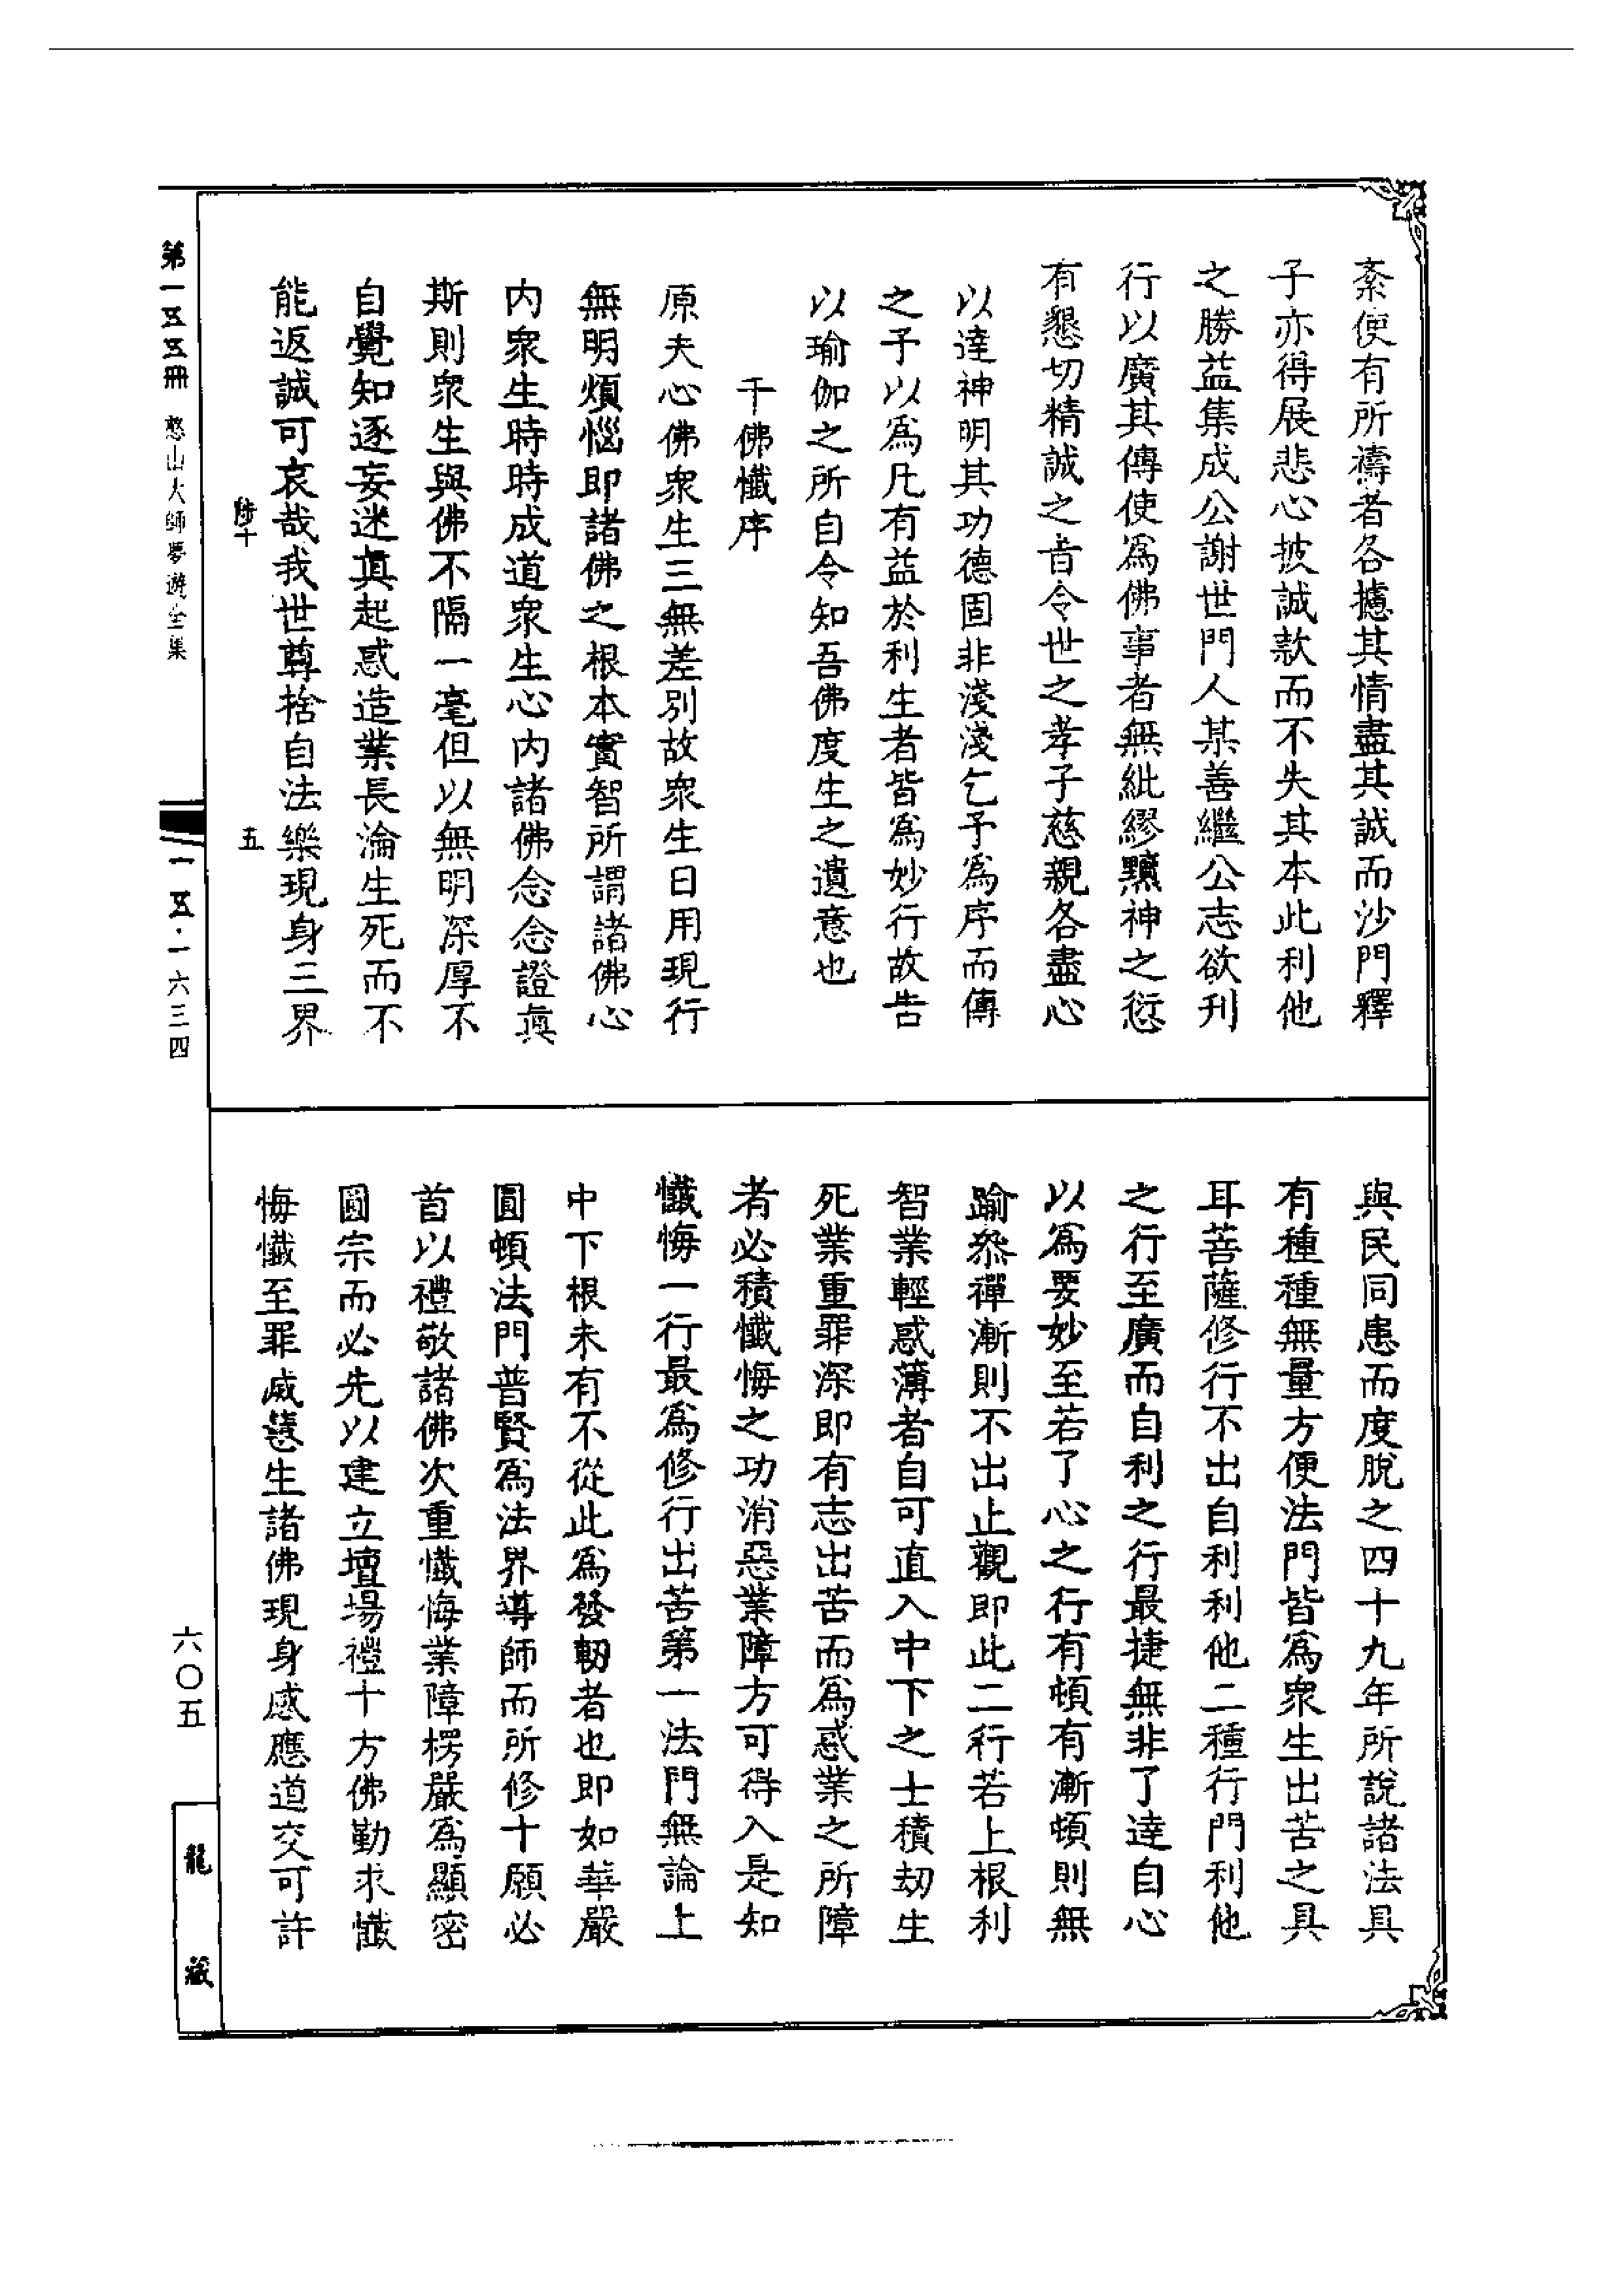 紊使有所禱者各攄其情盡其誠而沙門釋
子亦得展悲心披誠款而不失其本此利他
之勝益集成公謝世門人某善繼公志欲刋
行以廣其傳使爲佛事者無紕繆黷神之愆
有懇切精誠之音令世之孝子慈親各盡心
以達神明其功德固非淺淺乞予爲序而傳
之予以爲凡有益於利生者皆爲妙行故告
以瑜伽之所自令知吾佛度生之遺意也
千佛懺序
原夫心佛衆生三無差別故衆生日用現行
無明煩惱即諸佛之根本實智所謂諸佛心
内衆生時時成道衆生心内諸佛念念證眞
斯則衆生與佛不隔一毫但以無明深厚不
自覺知逐妄迷眞起惑造業長淪生死而不
能返誠可哀哉我世尊捨自法樂現身三界
與民同患而度脫之四十九年所說諸法具
有種種無量方便法門皆爲衆生出苦之具
耳菩薩修行不出自利利他二種行門利他
之行至廣而自利之行最捷無非了達自心
以爲要妙至若了心之行有頓有漸頓則無
踰叅禪漸則不出止觀即此二行若上根利
智業輕惑薄者自可直入中下之士積刼生
死業重罪深即有志出苦而爲惑業之所障
者必積懺悔之功消惡業障方可得入是知
懺悔一行最爲修行出苦第一法門無論上
中下根未有不從此爲發軔者也即如華嚴
圓頓法門普賢爲法界導師而所修十願必
首以禮敬諸佛次重懺悔業障楞嚴爲顯密
圓宗而必先以建立壇場禮十方佛勤求懺
悔懺至罪滅慧生諸佛現身感應道交可許
五
第一五五冊 憨山大師夢遊全集
一五·一六三四
六〇五
龍藏